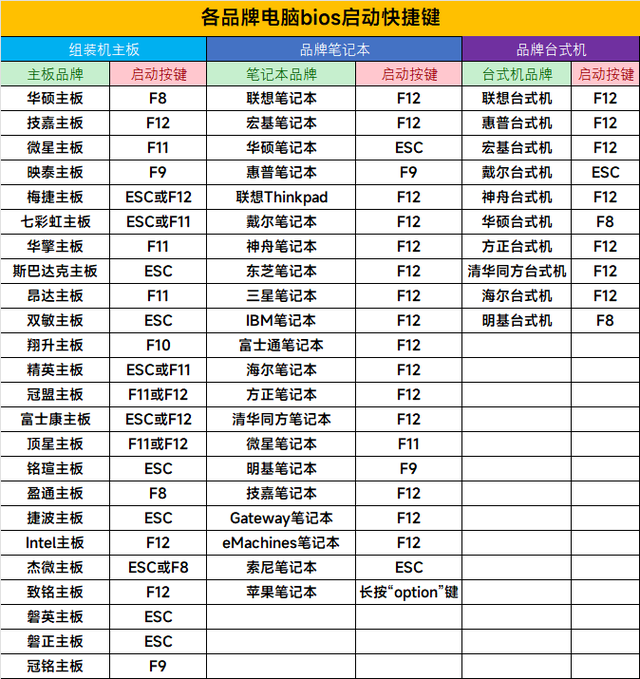 各品牌电脑bios启动快捷键
组装机主板 品牌笔记本 品牌台式机
主板品牌 启动按键 笔记本品牌 启动按键 台式机品牌 启动按键
华硕主板 F8 联想笔记本 F12 联想台式机 F12
技嘉主板 F12 宏基笔记本 F12 惠普台式机 F12
微星主板 F11 华硕笔记本 ESC 宏基台式机 F12
映泰主板 F9 惠普笔记本 F9 戴尔台式机 ESC
梅捷主板 ESC或F12 联想Thinkpad F12 神舟台式机 F12
七彩虹主板 ESC或F11 戴尔笔记本 F12 华硕台式机 F8
华擎主板 F11 神舟笔记本 F12 方正台式机 F12
斯巴达克主板 ESC 东芝笔记本 F12 清华同方台式机 F12
昂达主板 F11 三星笔记本 F12 海尔台式机 F12
双敏主板 ESC IBM笔记本 F12 明基台式机 F8
翔升主板 F10 富士通笔记本 F12
精英主板 ESC或F11 海尔笔记本 F12
冠盟主板 F11或F12 方正笔记本 F12
富士康主板 ESC或F12 清华同方笔记本 F12
顶星主板 F11或F12 微星笔记本 F11
铭瑄主板 ESC 明基笔记本 F9
盈通主板 F8 技嘉笔记本 F12
捷波主板 ESC Gateway笔记本 F12
Intel主板 F12 eMachines笔记本 F12
杰微主板 ESC或F8 索尼笔记本 ESC
致铭主板 F12 苹果笔记本 长按“option”键
磐英主板 ESC
磐正主板 ESC
冠铭主板 F9